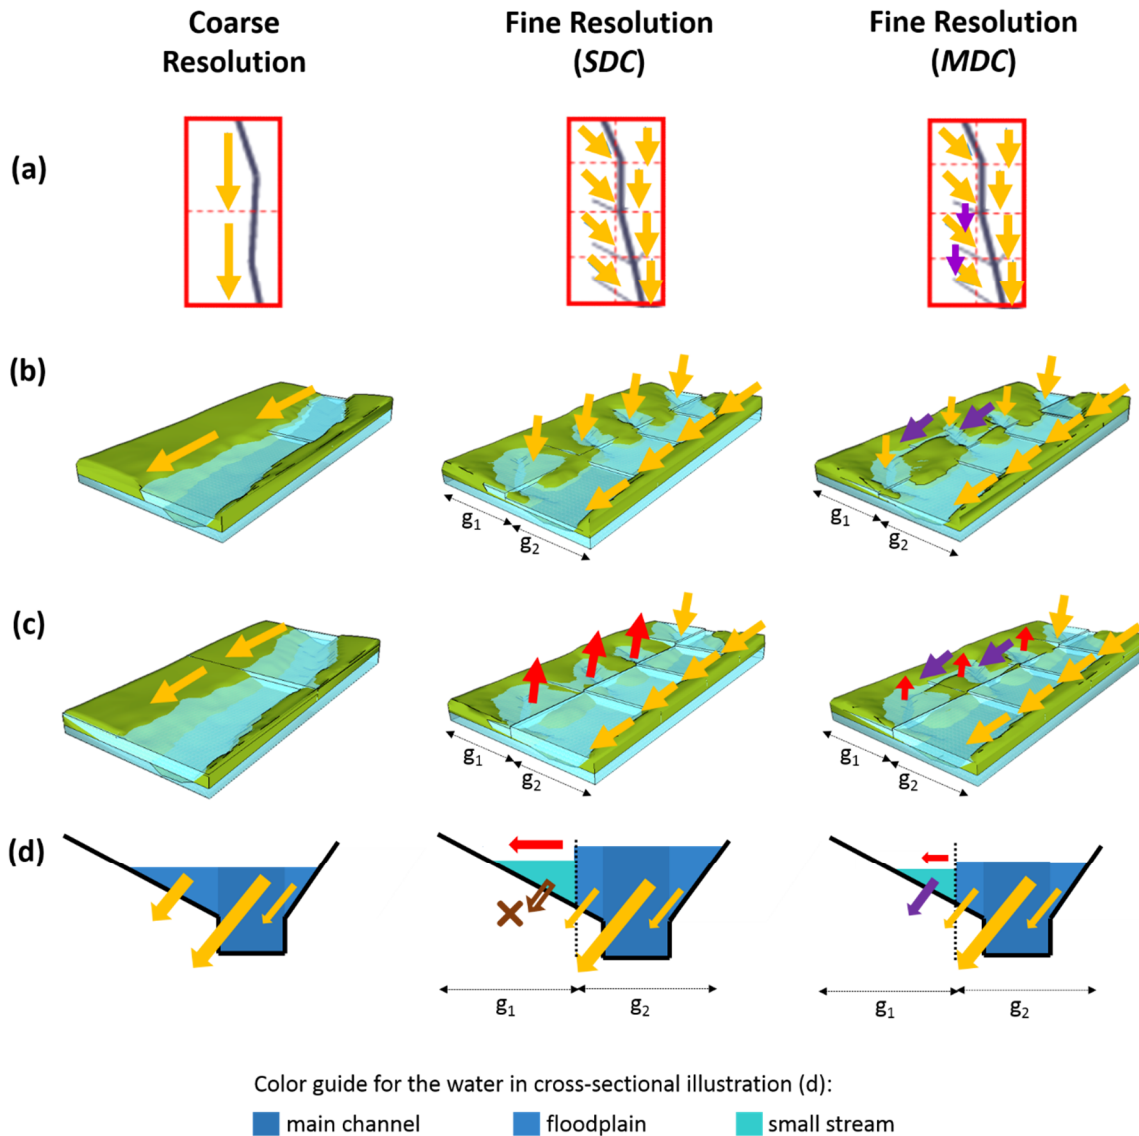 Coarse
Resolution
Fine Resolution
(SDC)
Fine Resolution
(MDC)
(a)
(b)
g1
g2
g1
g2
(c)
g1
g2
g1
g2
(d)
g1
g2
g1
g2
Color guide for the water in cross-sectional illustration (d):
main channel
floodplain
small stream